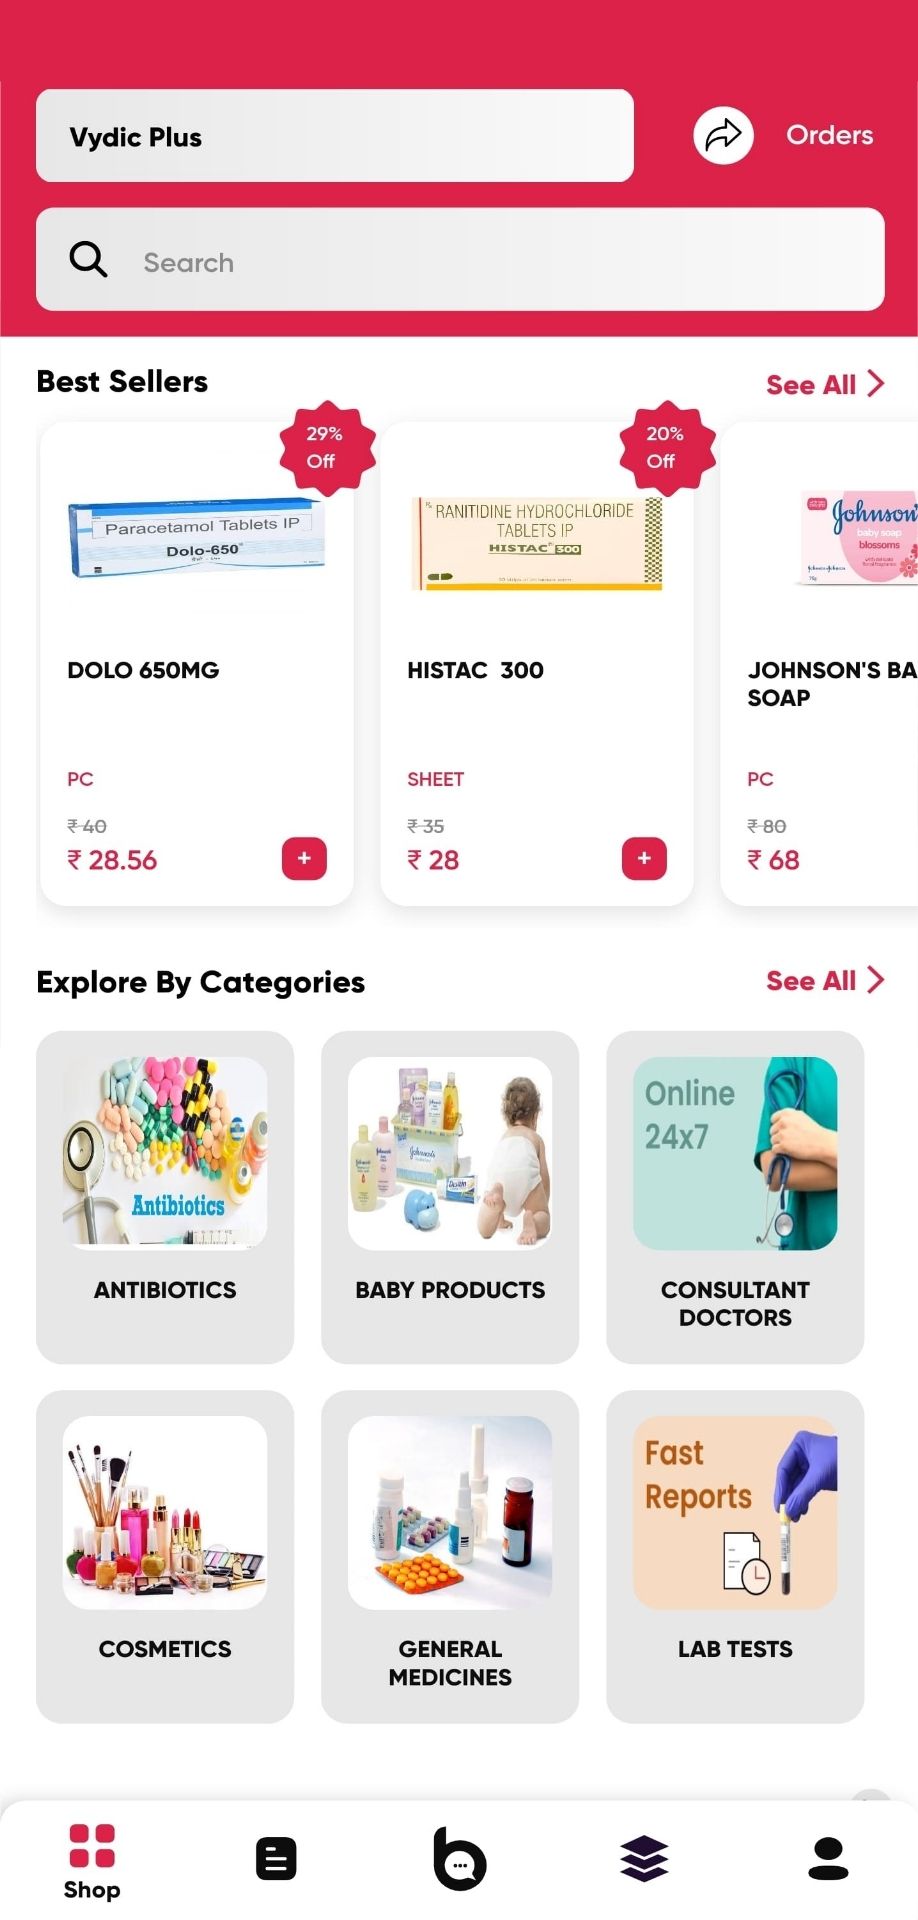 Vydic Plus
Orders
Search
Best Sellers
See All
29%
Off
20%
Off
Paracetamol Tablets IP
Dolo-650
RANITIDINE HYDROCHLORIDE
TABLETS IP
HISTAC 300
Johnson's
baby soap
blossoms
75g
DOLO 650MG
HISTAC  300
JOHNSON'S BA
SOAP
PC
SHEET
PC
₹ 40
₹ 35
₹ 80
₹ 28.56
+
₹ 28
+
₹ 68
Explore By Categories
See All
Antibiotics
Johnson's
Online
24x7
ANTIBIOTICS
BABY PRODUCTS
CONSULTANT
DOCTORS
Fast
Reports
COSMETICS
GENERAL
MEDICINES
LAB TESTS
Shop